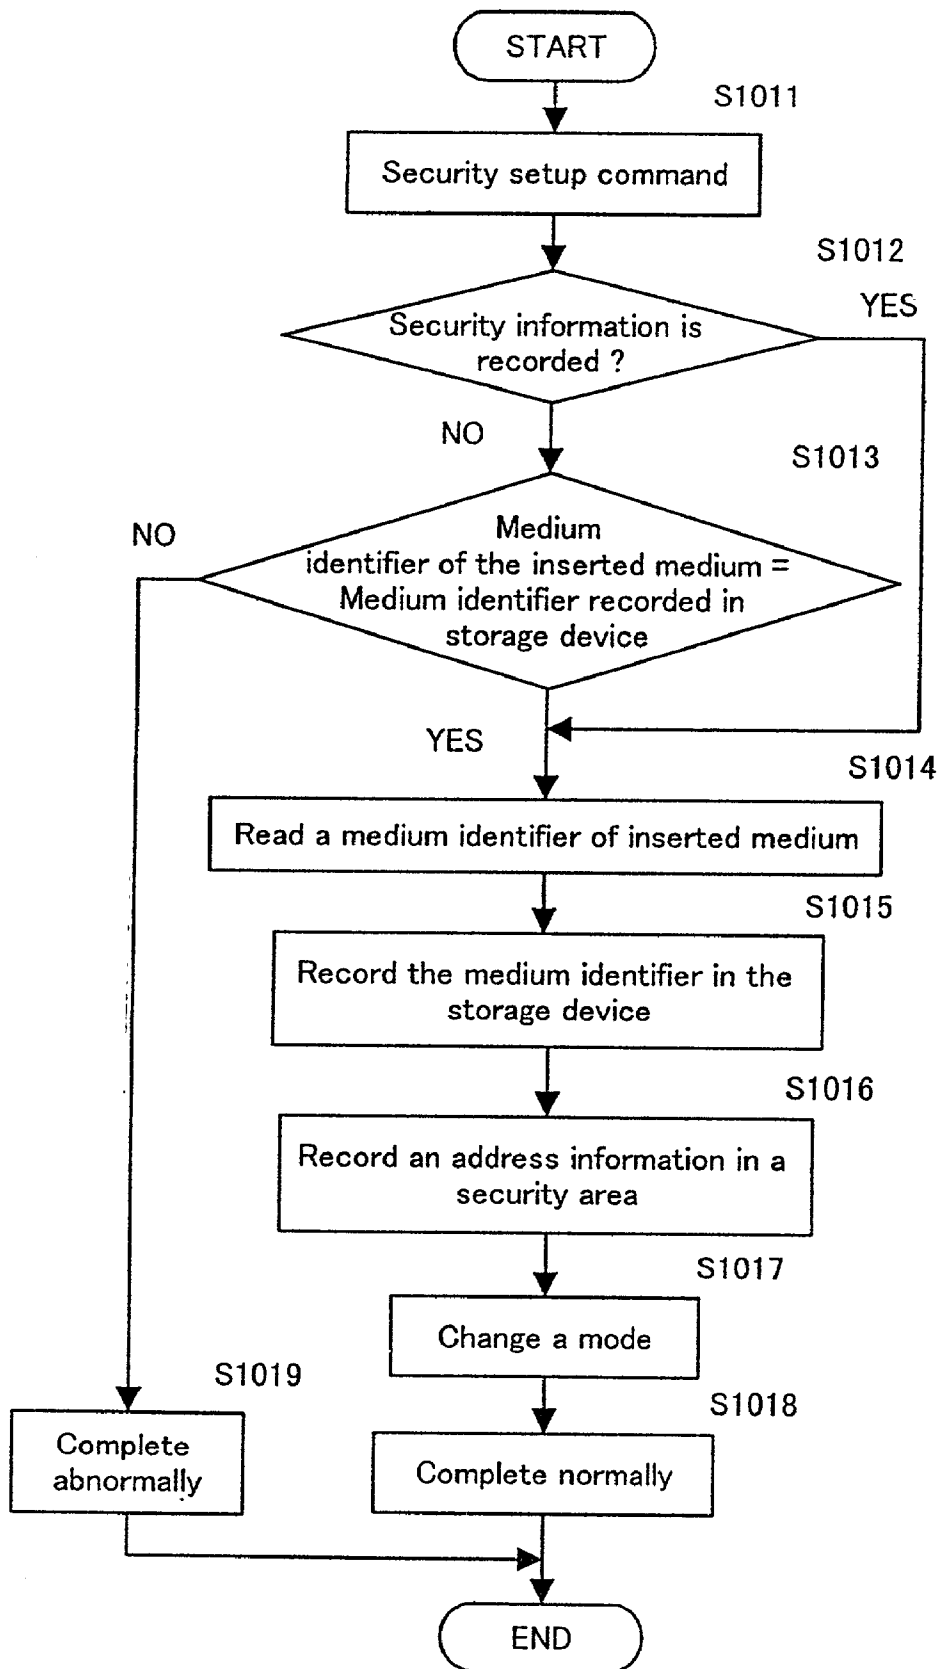 START
S1011
Security setup command
S1012
YES
Security information is
recorded ?
NO
S1013
NO
Medium
identifier of the inserted medium =
Medium identifier recorded in
storage device
YES
S1014
Read a medium identifier of inserted medium
S1015
Record the medium identifier in the
storage device
S1016
Record an address information in a
security area
S1017
Change a mode
S1019
S1018
Complete
abnormally
Complete normally
END